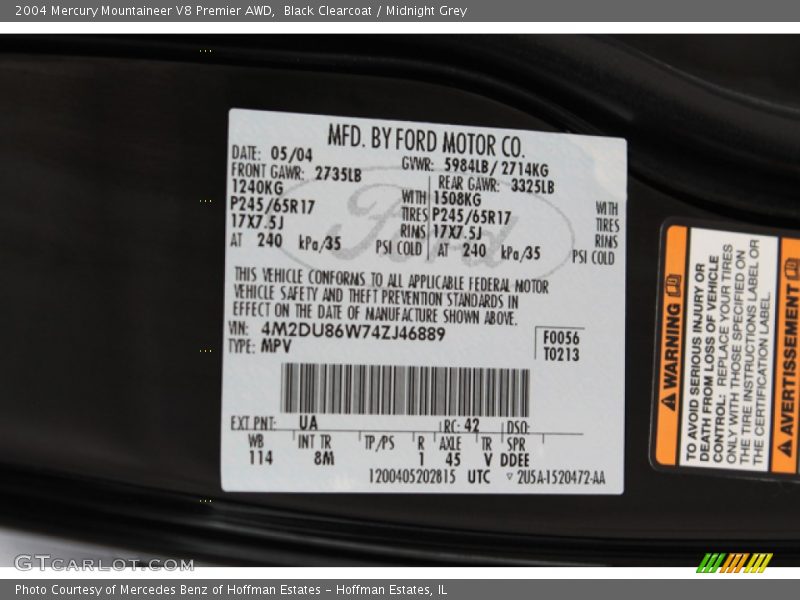 2004 Mercury Mountaineer V8 Premier AWD, Black Clearcoat / Midnight Grey
MFD. BY FORD MOTOR CO.
DATE: 05/04 GVWR: 5984LB/ 2714KG
FRONT GAWR: 2735LB REAR GAWR: 3325LB
1240KG WITH 1508KG WITH
P245/65R17 TIRES P245/65R17 TIRES
17X7.5J RIMS 17X7.5J RIMS
AT 240 kPa/35 PSI COLD AT 240 kPa/35 PSI COLD
Ford
THIS VEHICLE CONFORMS TO ALL APPLICABLE FEDERAL MOTOR
VEHICLE SAFETY AND THEFT PREVENTION STANDARDS IN
EFFECT ON THE DATE OF MANUFACTURE SHOWN ABOVE.
VIN: 4M2DU86W74ZJ46889
TYPE: MPV
F0056
T0213
EXT PNT: UA RC: 42 DSO:
WB INT TR TP/PS R AXLE TR SPR
114 8M 1 45 V DDEE
1200405202815 UTC ▽ 2U5A-1520472-AA
WARNING
TO AVOID SERIOUS INJURY OR
DEATH FROM LOSS OF VEHICLE
CONTROL: REPLACE YOUR TIRES
ONLY WITH THOSE SPECIFIED ON
THE TIRE INSTRUCTIONS LABEL OR
THE CERTIFICATION LABEL.
AVERTISSEMENT
GTCARLOT.COM
Photo Courtesy of Mercedes Benz of Hoffman Estates - Hoffman Estates, IL